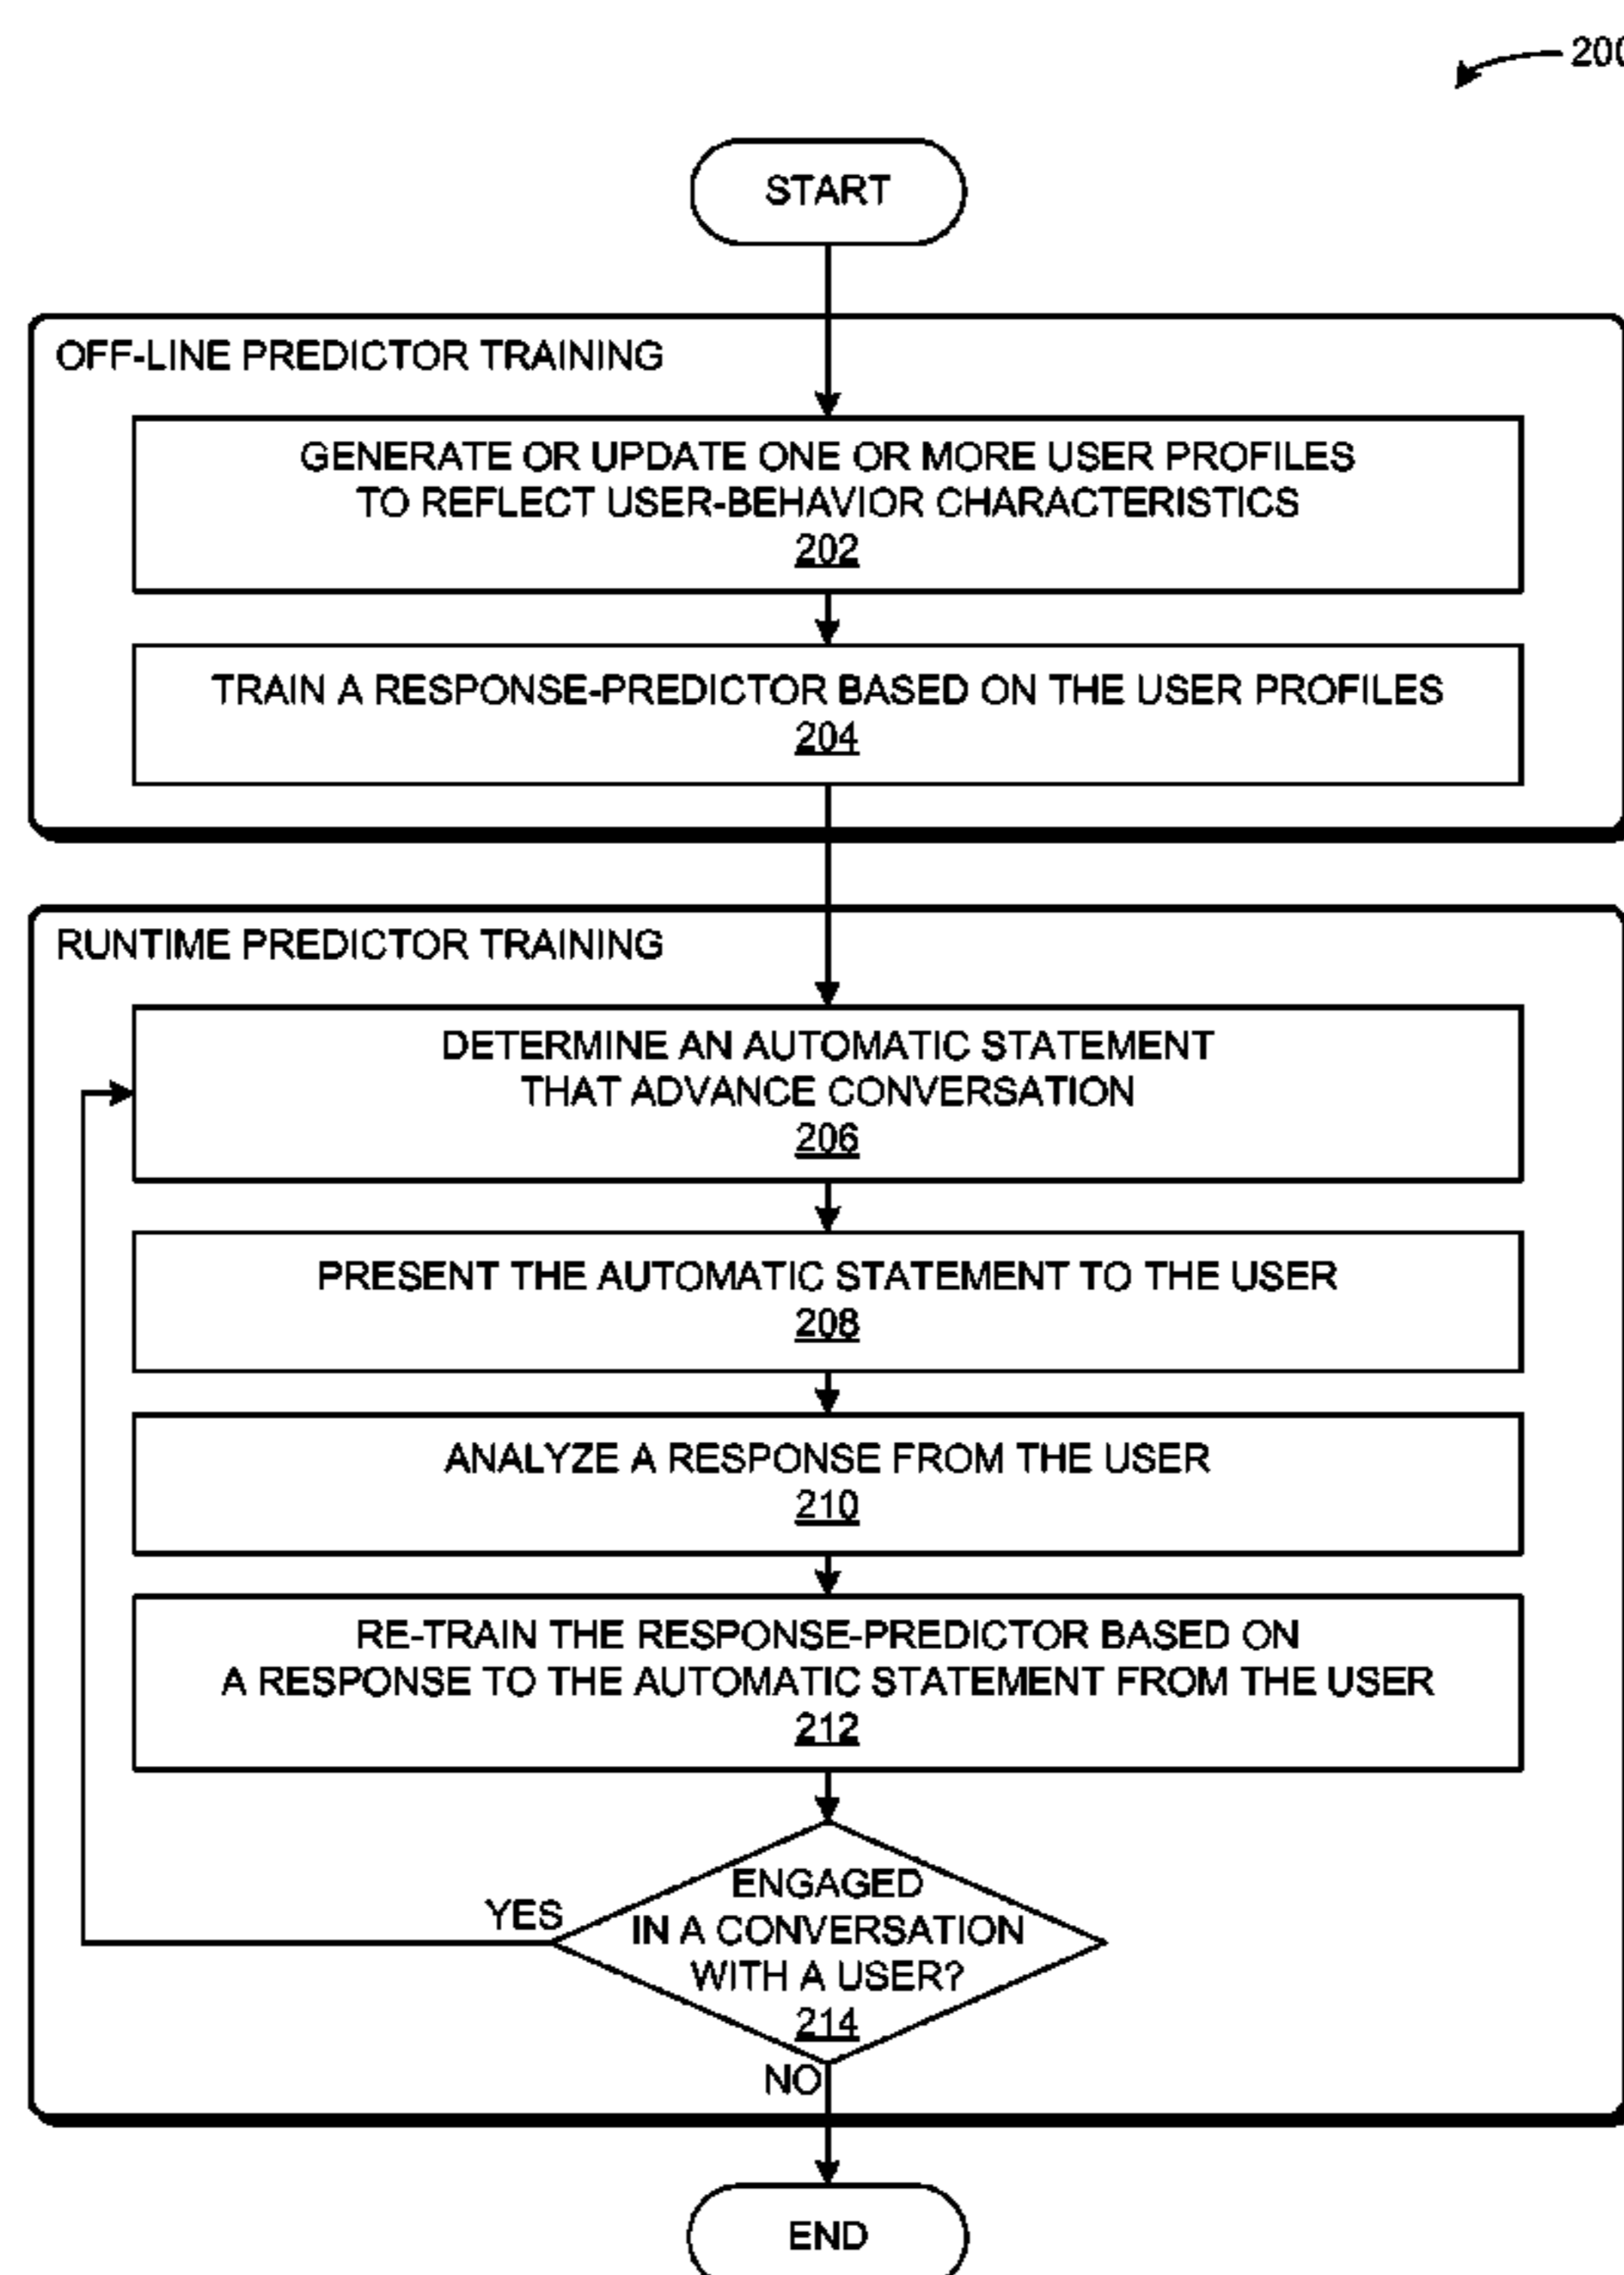 200
START
OFF-LINE PREDICTOR TRAINING
GENERATE OR UPDATE ONE OR MORE USER PROFILES
TO REFLECT USER-BEHAVIOR CHARACTERISTICS
202
TRAIN A RESPONSE-PREDICTOR BASED ON THE USER PROFILES
204
RUNTIME PREDICTOR TRAINING
DETERMINE AN AUTOMATIC STATEMENT
THAT ADVANCE CONVERSATION
206
PRESENT THE AUTOMATIC STATEMENT TO THE USER
208
ANALYZE A RESPONSE FROM THE USER
210
RE-TRAIN THE RESPONSE-PREDICTOR BASED ON
A RESPONSE TO THE AUTOMATIC STATEMENT FROM THE USER
212
YES
ENGAGED
IN A CONVERSATION
WITH A USER?
214
NO
END